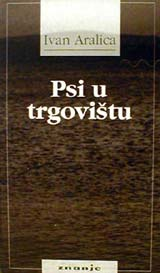 Ivan Aralica
Psi u
trgovištu
znanje